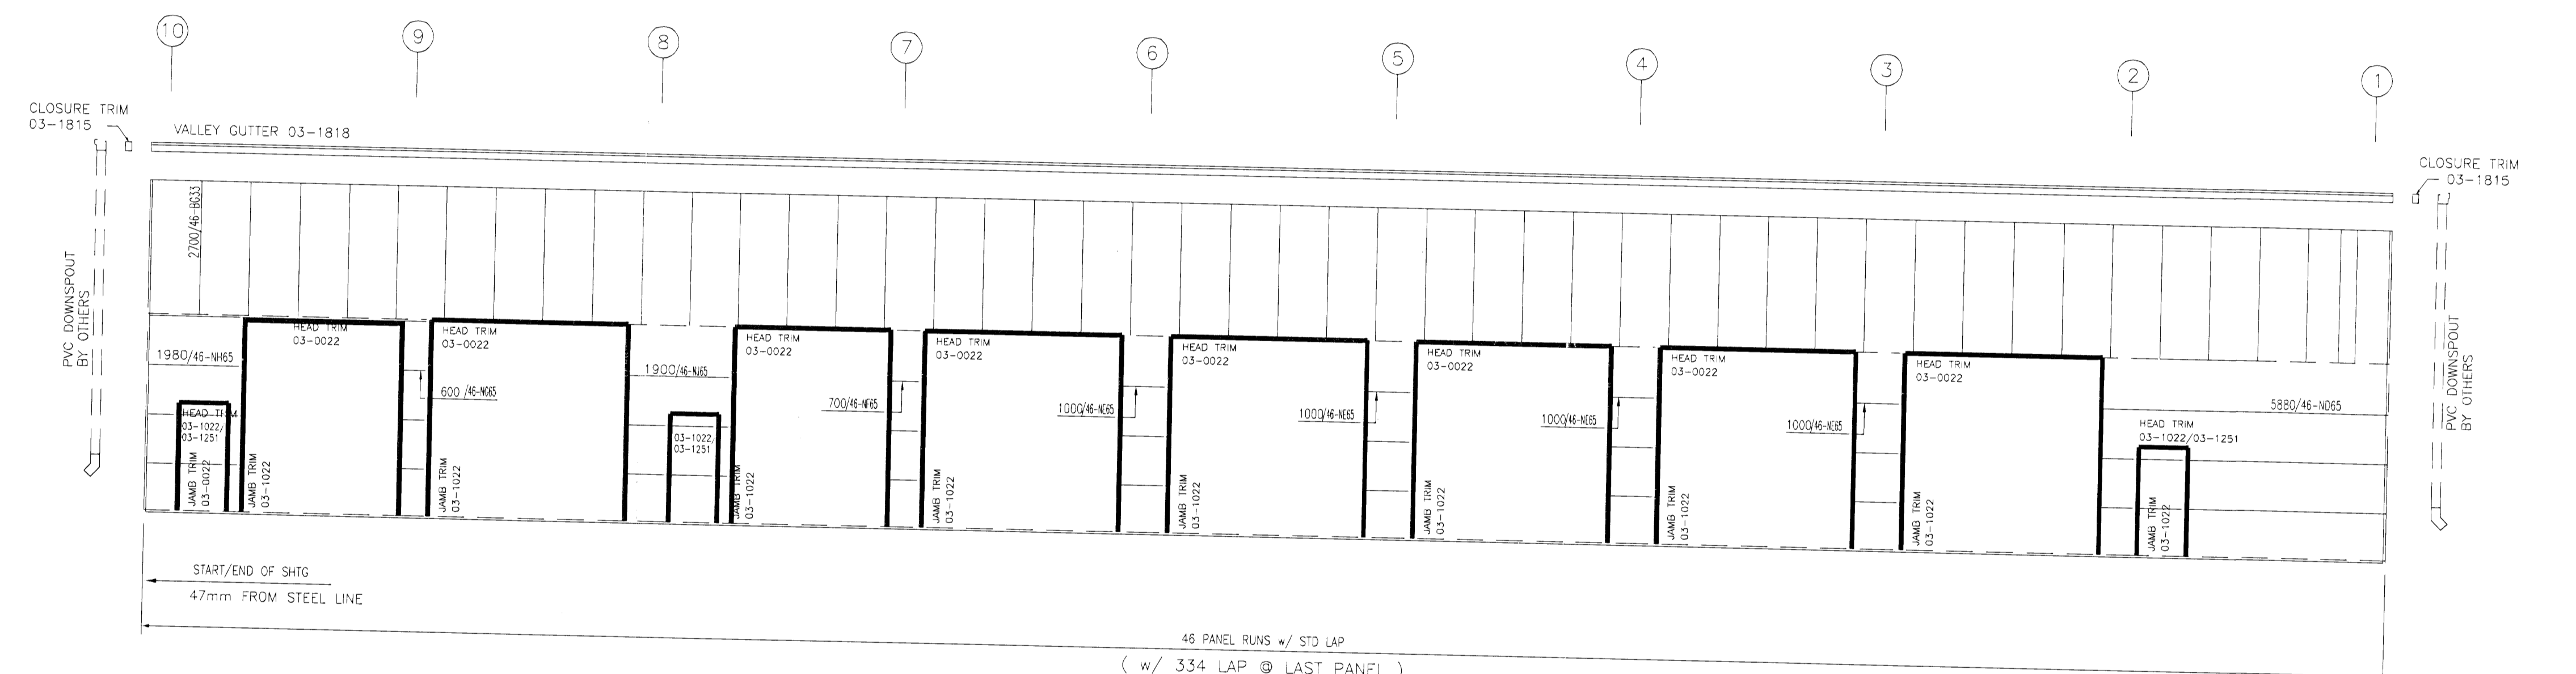 10
9
8
7
6
5
4
3
2
1
CLOSURE TRIM
03-1815
VALLEY GUTTER 03-1818
CLOSURE TRIM
03-1815
2700/46-BG33
PVC DOWNSPOUT
BY OTHERS
PVC DOWNSPOUT
BY OTHERS
HEAD TRIM
03-0022
HEAD TRIM
03-0022
HEAD TRIM
03-0022
HEAD TRIM
03-0022
HEAD TRIM
03-0022
HEAD TRIM
03-0022
HEAD TRIM
03-0022
HEAD TRIM
03-0022
1980/46-NH65
600 /46-NG65
1900/46-NJ65
700/46-NF65
1000/46-NE65
1000/46-NE65
1000/46-NE65
1000/46-NE65
5880/46-ND65
HEAD TRIM
03-1022/
03-1251
03-1022/
03-1251
HEAD TRIM
03-1022/03-1251
JAMB TRIM
03-0022
JAMB TRIM
03-1022
JAMB TRIM
03-1022
JAMB TRIM
03-1022
JAMB TRIM
03-1022
JAMB TRIM
03-1022
JAMB TRIM
03-1022
JAMB TRIM
03-1022
JAMB TRIM
03-1022
JAMB TRIM
03-1022
START/END OF SHTG
47mm FROM STEEL LINE
46 PANEL RUNS w/ STD LAP
( w/ 334 LAP @ LAST PANEL )